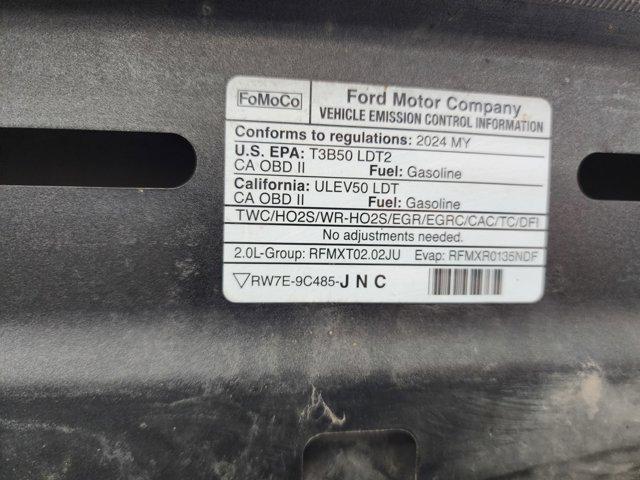 FoMoCo
Ford Motor Company
VEHICLE EMISSION CONTROL INFORMATION
Conforms to regulations: 2024 MY
U.S. EPA: T3B50 LDT2
CA OBD II Fuel: Gasoline
California: ULEV50 LDT
CA OBD II Fuel: Gasoline
TWC/HO2S/WR-HO2S/EGR/EGRC/CAC/TC/DFI
No adjustments needed.
2.0L-Group: RFMXT02.02JU Evap: RFMXR0135NDF
RW7E-9C485-J N C